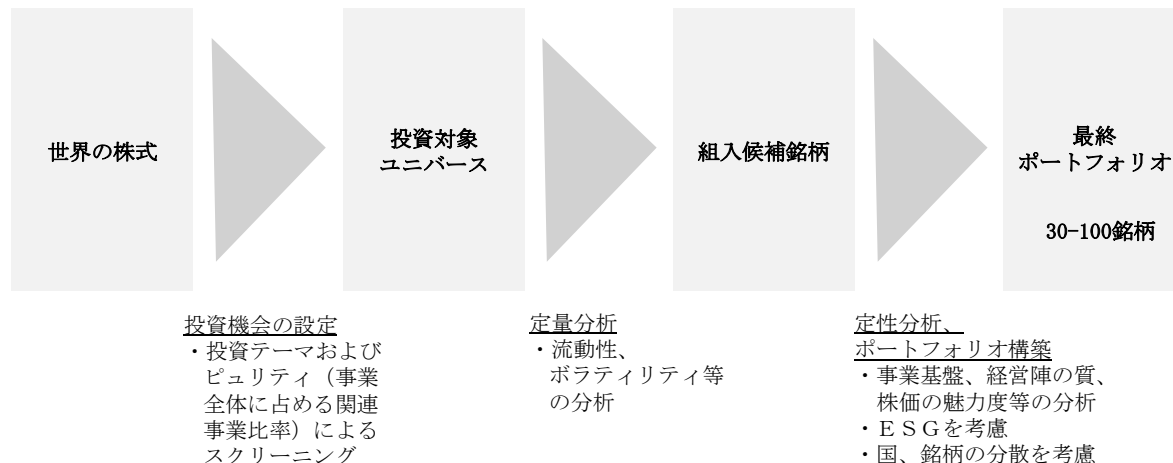 世界の株式
投資対象
ユニバース
組入候補銘柄
最終
ポートフォリオ
30-100銘柄
投資機会の設定
・投資テーマおよび
ピュリティ（事業
全体に占める関連
事業比率）による
スクリーニング
定量分析
・流動性、
ボラティリティ等
の分析
定性分析、
ポートフォリオ構築
・事業基盤、経営陣の質、
株価の魅力度等の分析
・ＥＳＧを考慮
・国、銘柄の分散を考慮